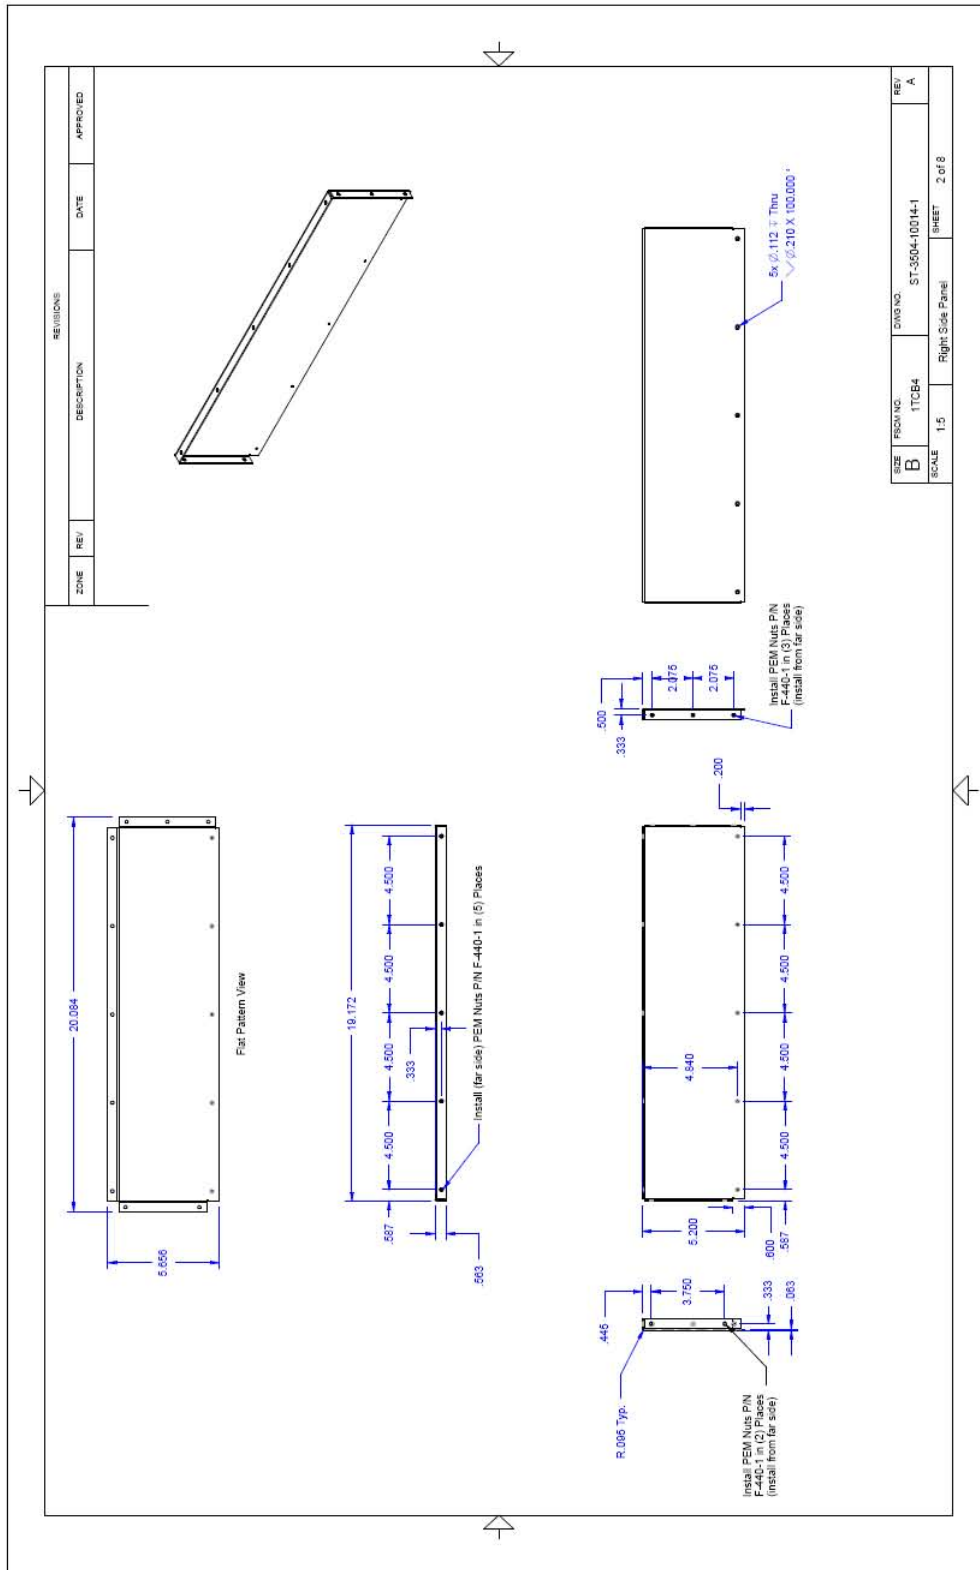 REVISIONS
ZONE REV DESCRIPTION DATE APPROVED
20.084
5.656
Flat Pattern View
19.172
.587 4.500 4.500 4.500 4.500
.333
.563
Install (far side) PEM Nuts P/N F-440-1 in (5) Places
R.095 Typ.
.446
3.750
.333
.063
Install PEM Nuts P/N
F-440-1 in (2) Places
(install from far side)
5.200
4.840
.600
.587 4.500 4.500 4.500 4.500
.200
.500
.333
2.075 2.075
Install PEM Nuts P/N
F-440-1 in (3) Places
(install from far side)
5x Ø.112 ↧ Thru
⌵ Ø.210 X 100.000 °
SIZE FSCM NO. DWG NO. REV
B 1TCB4 ST-3504-10014-1 A
SCALE 1:5 Right Side Panel SHEET 2 of 8